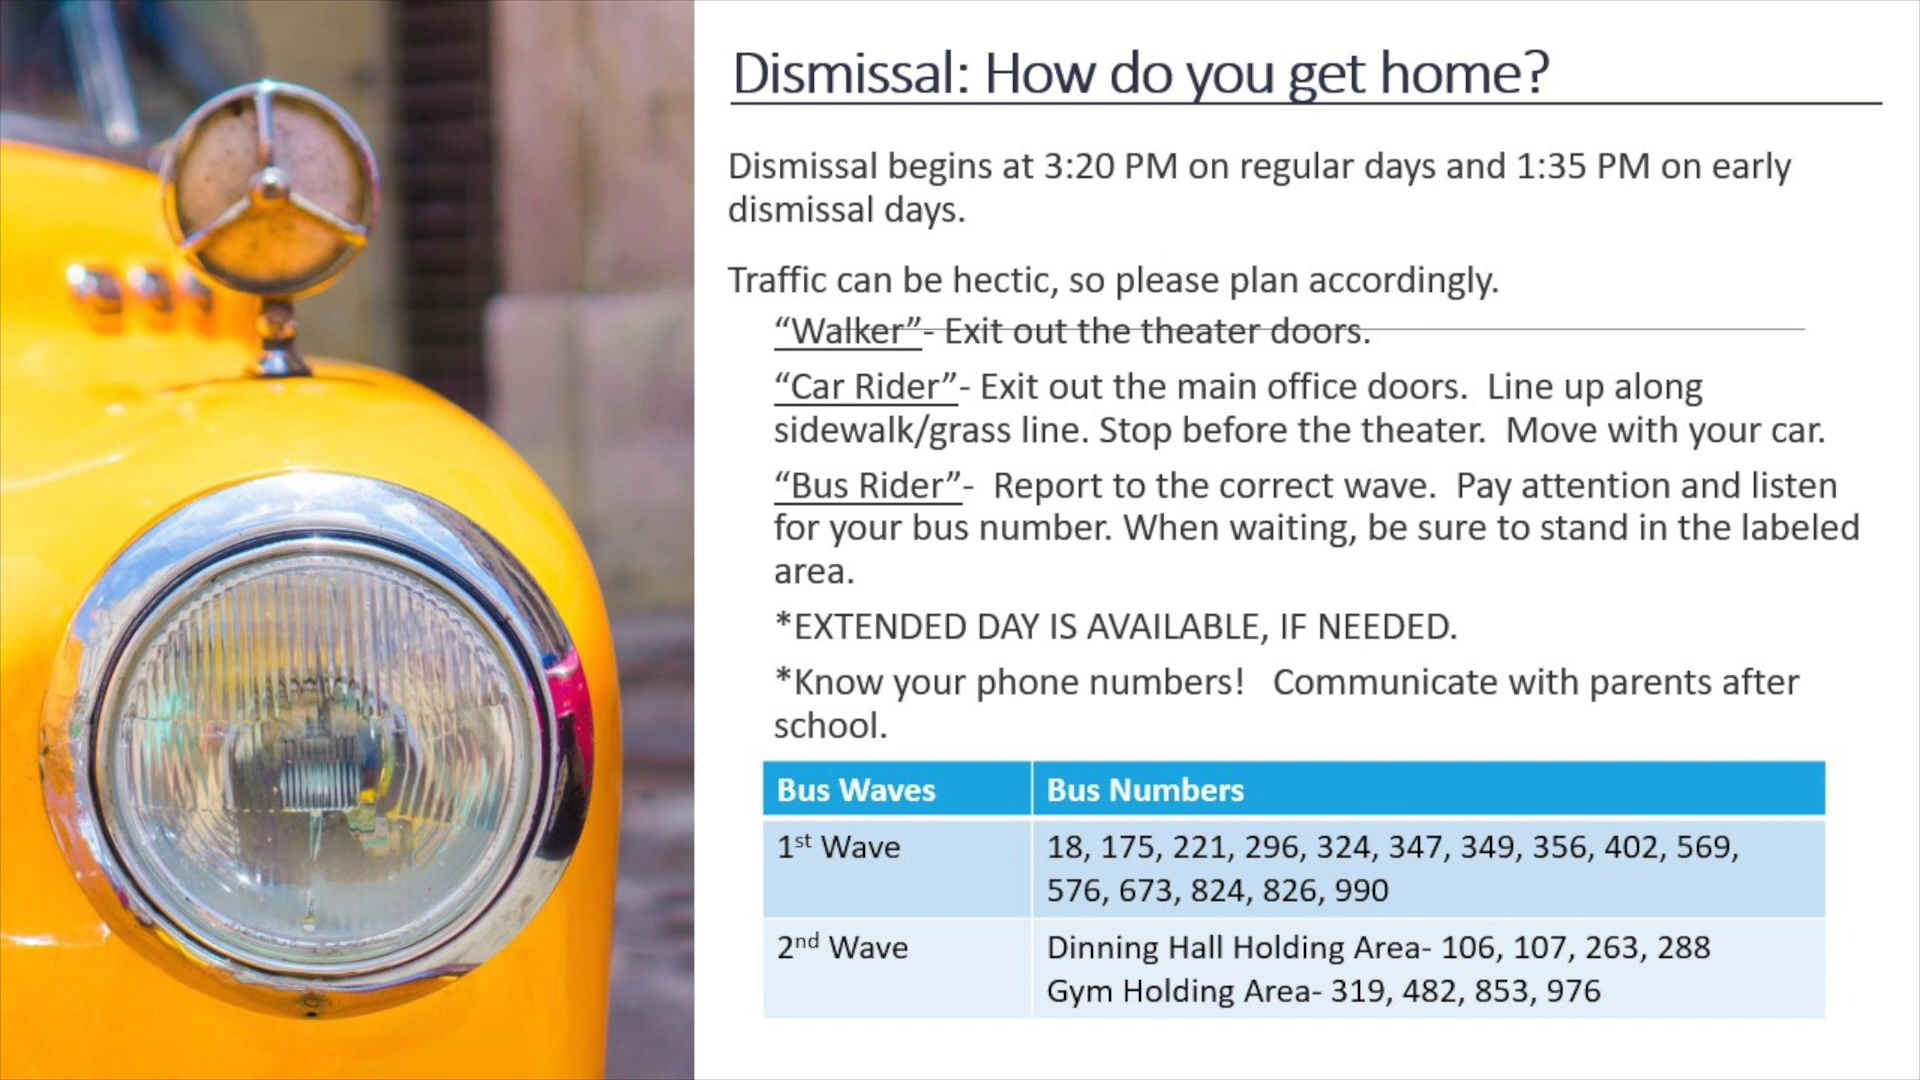 Dismissal: How do you get home?
Dismissal begins at 3:20 PM on regular days and 1:35 PM on early
dismissal days.
Traffic can be hectic, so please plan accordingly.
“Walker”- Exit out the theater doors.
“Car Rider”- Exit out the main office doors.  Line up along
sidewalk/grass line. Stop before the theater.  Move with your car.
“Bus Rider”-  Report to the correct wave.  Pay attention and listen
for your bus number. When waiting, be sure to stand in the labeled
area.
*EXTENDED DAY IS AVAILABLE, IF NEEDED.
*Know your phone numbers!   Communicate with parents after
school.
Bus Waves Bus Numbers
1st Wave 18, 175, 221, 296, 324, 347, 349, 356, 402, 569,
576, 673, 824, 826, 990
2nd Wave Dinning Hall Holding Area- 106, 107, 263, 288
Gym Holding Area- 319, 482, 853, 976